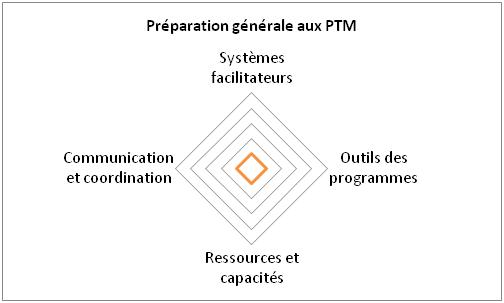 Préparation générale aux PTM
Systèmes
facilitateurs
Communication
et coordination
Outils des
programmes
Ressources et
capacités